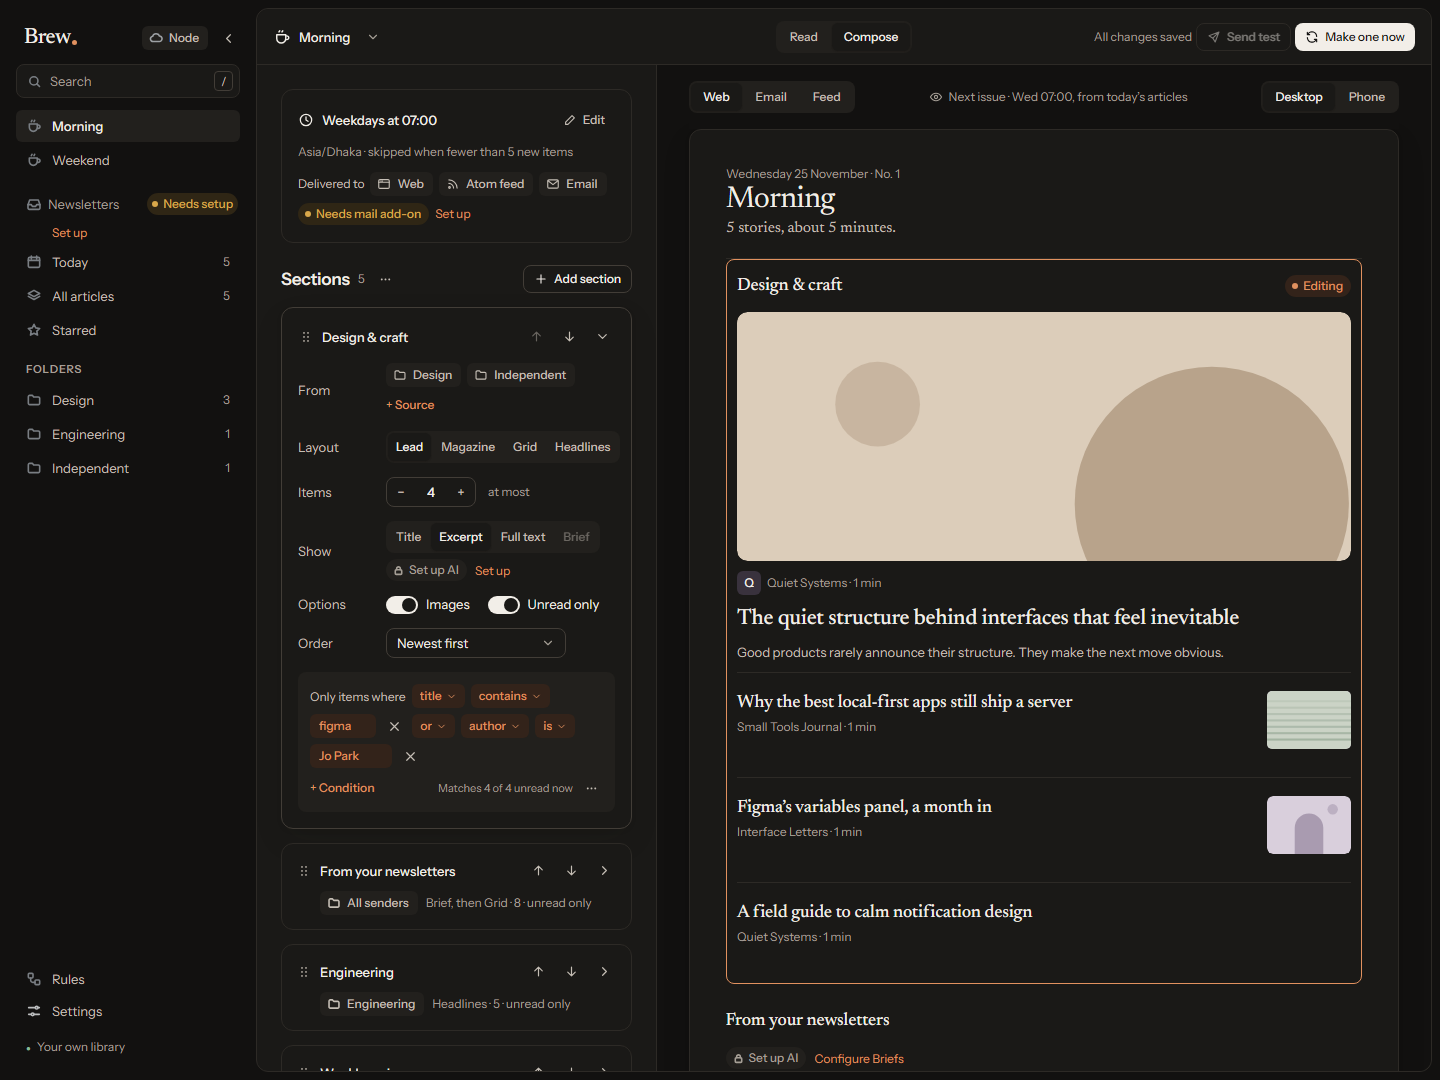 Brew.
Node
Search
/
Morning
Weekend
Newsletters
Needs setup
Set up
Today
5
All articles
5
Starred
FOLDERS
Design
3
Engineering
1
Independent
1
Rules
Settings
Your own library
Morning
Read
Compose
All changes saved
Send test
Make one now
Weekdays at 07:00
Edit
Asia/Dhaka · skipped when fewer than 5 new items
Delivered to
Web
Atom feed
Email
Needs mail add-on
Set up
Sections 5
Add section
Design & craft
From
Design
Independent
+ Source
Layout
Lead
Magazine
Grid
Headlines
Items
− 4 +
at most
Show
Title
Excerpt
Full text
Brief
Set up AI
Set up
Options
Images
Unread only
Order
Newest first
Only items where title contains
figma or author is
Jo Park
+ Condition
Matches 4 of 4 unread now
From your newsletters
All senders
Brief, then Grid · 8 · unread only
Engineering
Engineering
Headlines · 5 · unread only
Web
Email
Feed
Next issue · Wed 07:00, from today's articles
Desktop
Phone
Wednesday 25 November · No. 1
Morning
5 stories, about 5 minutes.
Design & craft
Editing
Q
Quiet Systems · 1 min
The quiet structure behind interfaces that feel inevitable
Good products rarely announce their structure. They make the next move obvious.
Why the best local-first apps still ship a server
Small Tools Journal · 1 min
Figma's variables panel, a month in
Interface Letters · 1 min
A field guide to calm notification design
Quiet Systems · 1 min
From your newsletters
Set up AI
Configure Briefs